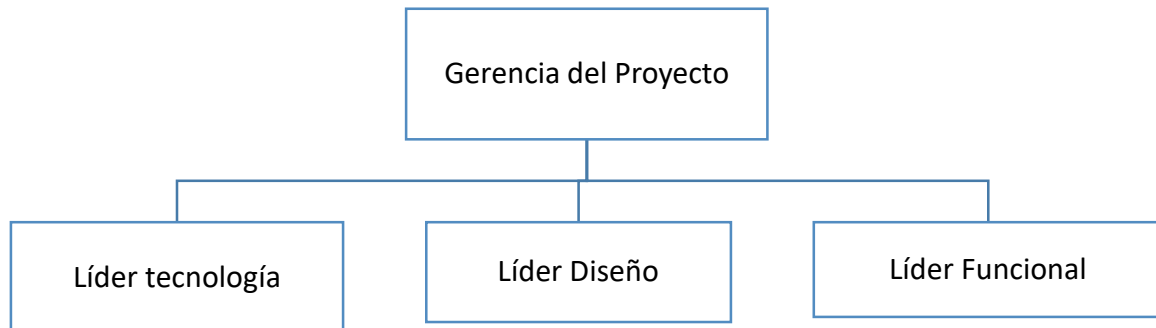 Gerencia del Proyecto
Líder tecnología
Líder Diseño
Líder Funcional